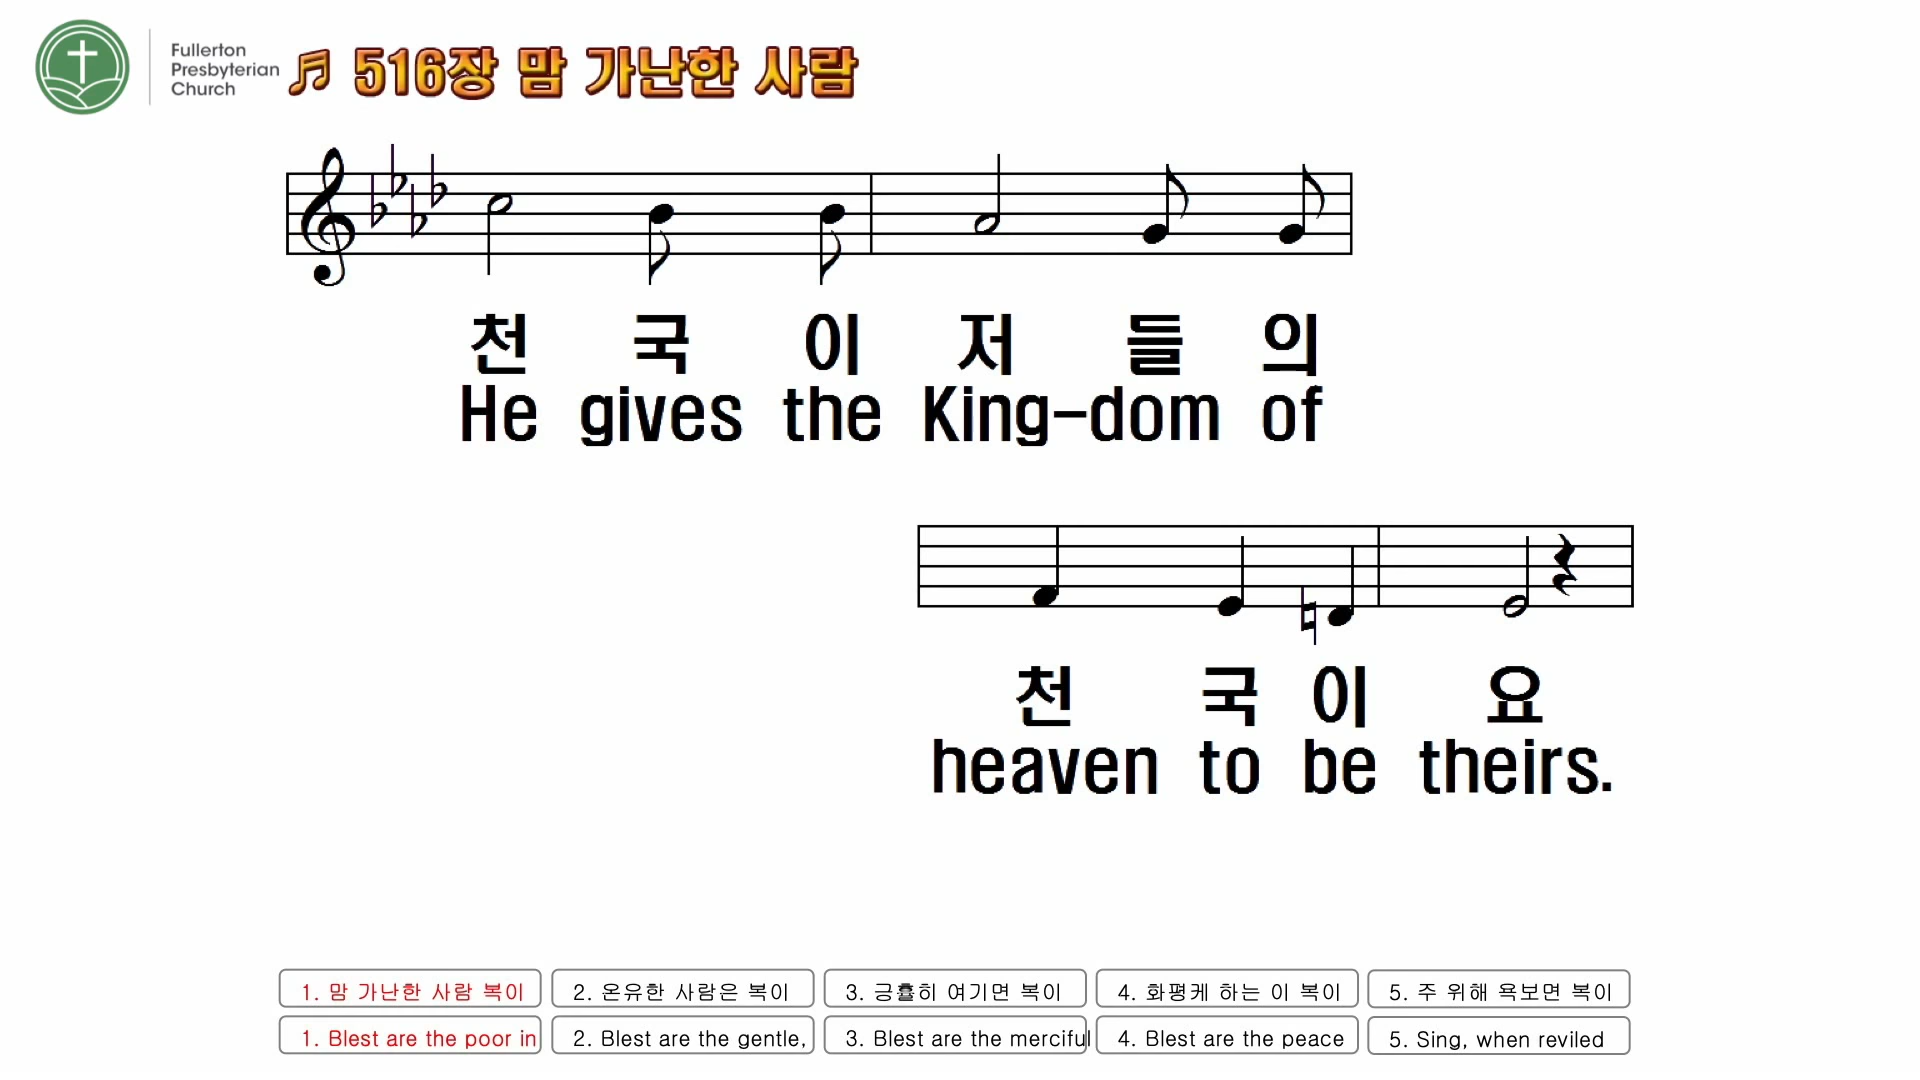 Fullerton
Presbyterian
Church
♬ 516장 맘 가난한 사람
천 국 이 저 들 의
He gives the King-dom of
천 국 이 요
heaven to be theirs.
1. 맘 가난한 사람 복이
2. 온유한 사람은 복이
3. 긍휼히 여기면 복이
4. 화평케 하는 이 복이
5. 주 위해 욕보면 복이
1. Blest are the poor in
2. Blest are the gentle,
3. Blest are the merciful
4. Blest are the peace
5. Sing, when reviled